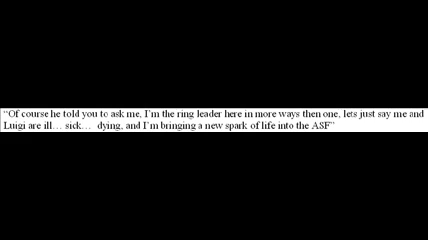 “Of course he told you to ask me, I’m the ring leader here in more ways then one, lets just say me and
Luigi are ill… sick… dying, and I’m bringing a new spark of life into the ASF”